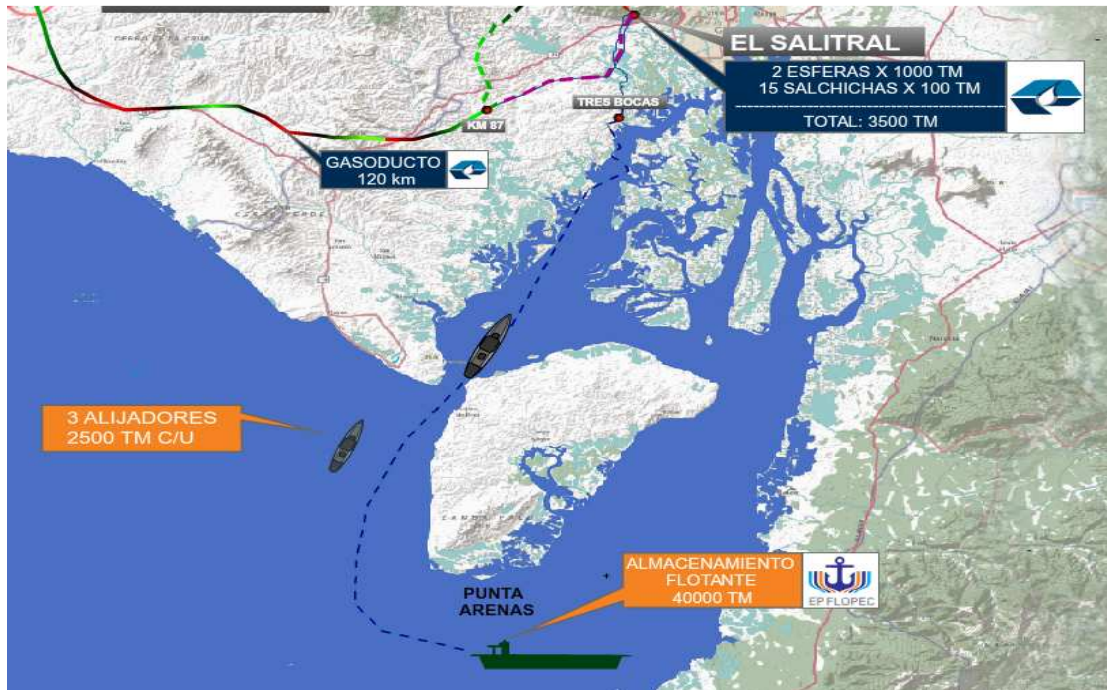 EL SALITRAL
2 ESFERAS X 1000 TM
15 SALCHICHAS X 100 TM
TOTAL: 3500 TM
TRES BOCAS
KM 87
GASODUCTO
120 km
3 ALIJADORES
2500 TM C/U
ALMACENAMIENTO
FLOTANTE
40000 TM
EP FLOPEC
PUNTA
ARENAS